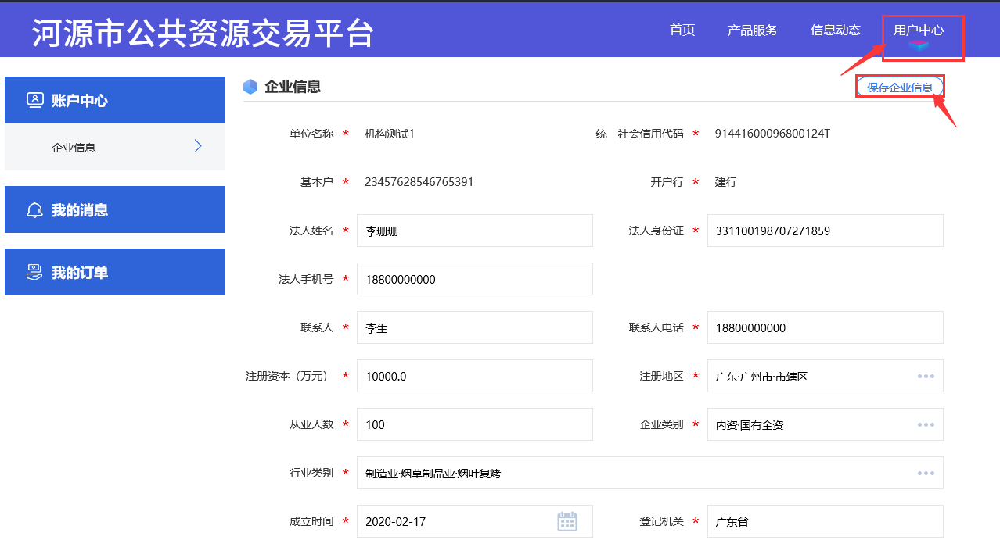 河源市公共资源交易平台
首页 产品服务 信息动态 用户中心
账户中心
企业信息
我的消息
我的订单
企业信息 保存企业信息
单位名称 * 机构测试1 统一社会信用代码 * 91441600096800124T
基本户 * 23457628546765391 开户行 * 建行
法人姓名 * 李珊珊 法人身份证 * 331100198707271859
法人手机号 * 18800000000
联系人 * 李生 联系人电话 * 18800000000
注册资本（万元） * 10000.0 注册地区 * 广东·广州市·市辖区
从业人数 * 100 企业类别 * 内资·国有全资
行业类别 * 制造业·烟草制品业·烟叶复烤
成立时间 * 2020-02-17 登记机关 * 广东省